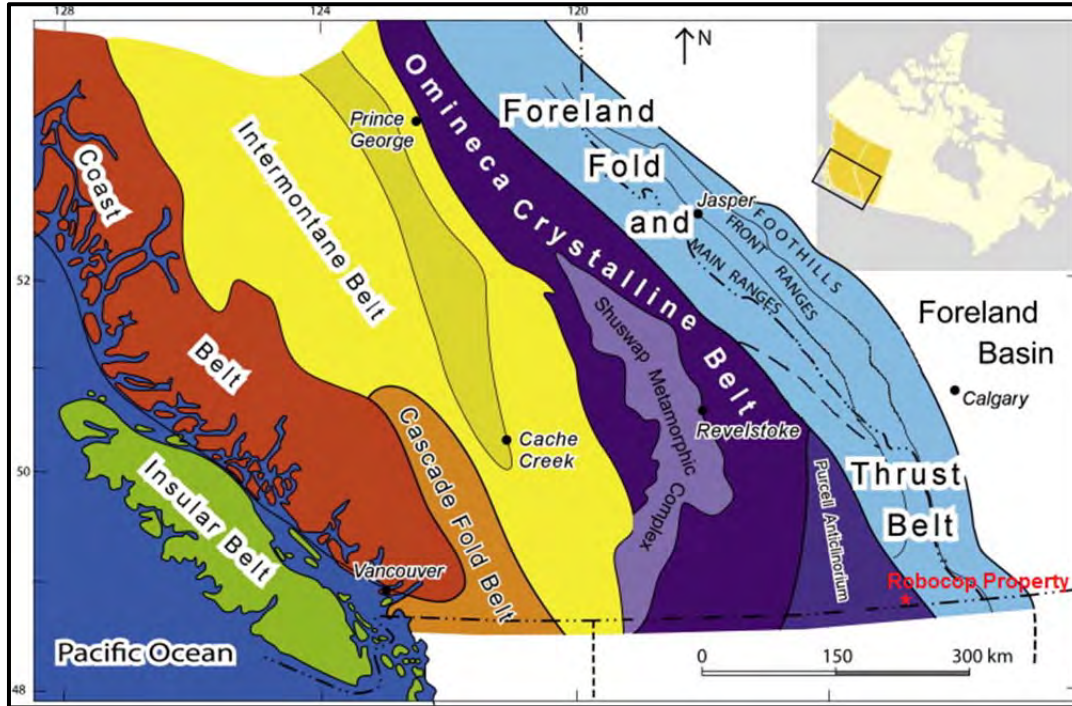 128
124
120
N
Prince
George
Omineca Crystalline Belt
Foreland
Fold
and
Thrust
Belt
Jasper
FOOTHILLS
FRONT RANGES
MAIN RANGES
Coast
Belt
Intermontane Belt
52
Foreland
Basin
Calgary
Shuswap Metamorphic Complex
Revelstoke
Cache
Creek
50
Cascade Fold Belt
Insular Belt
Purcell Anticlinorium
Vancouver
Robocop Property
Pacific Ocean
0
150
300 km
48